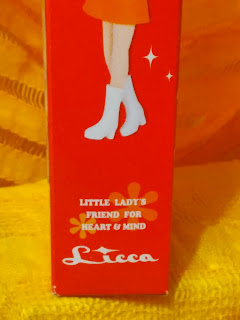 LITTLE LADY'S
FRIEND FOR
HEART & MIND
Licca